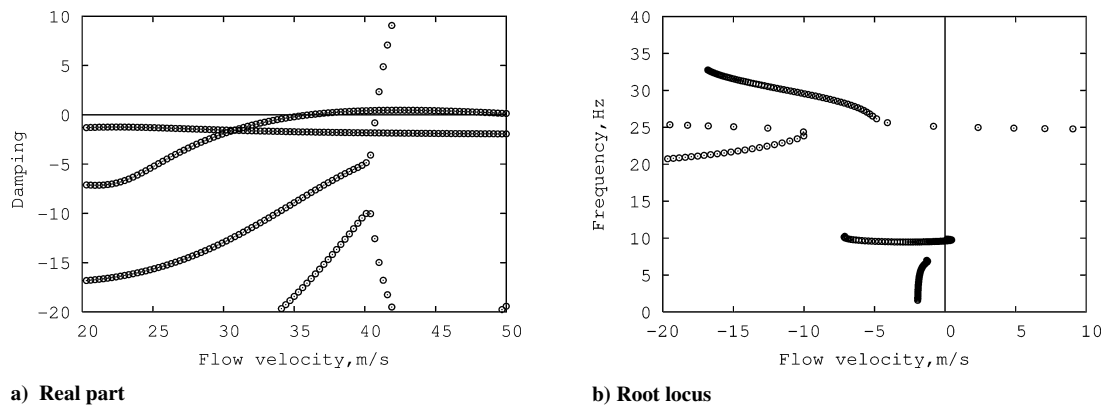 10
5
0
-5
-10
-15
-20
Damping
20 25 30 35 40 45 50
Flow velocity,m/s
a) Real part
40
35
30
25
20
15
10
5
0
Frequency,Hz
-20 -15 -10 -5 0 5 10
Flow velocity,m/s
b) Root locus